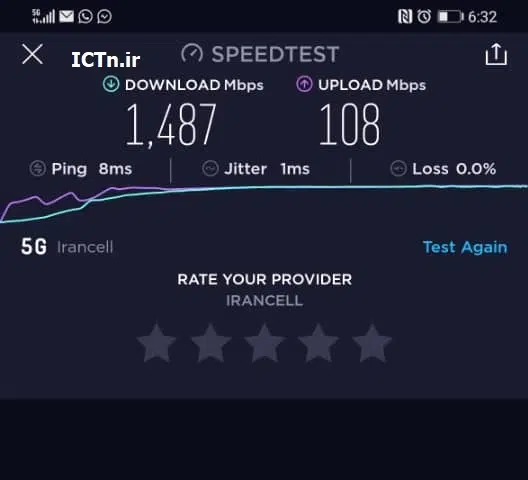 5G 6:32
ICTn.ir
SPEEDTEST
DOWNLOAD Mbps UPLOAD Mbps
1,487 108
Ping 8ms Jitter 1ms Loss 0.0%
5G Irancell Test Again
RATE YOUR PROVIDER
IRANCELL